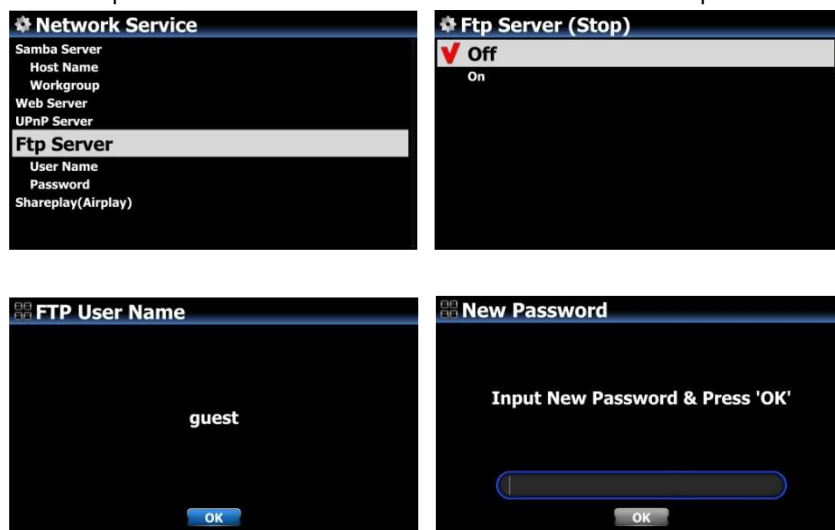 Network Service
Samba Server
Host Name
Workgroup
Web Server
UPnP Server
Ftp Server
User Name
Password
Shareplay(Airplay)
Ftp Server (Stop)
Off
On
FTP User Name
guest
OK
New Password
Input New Password & Press 'OK'
OK